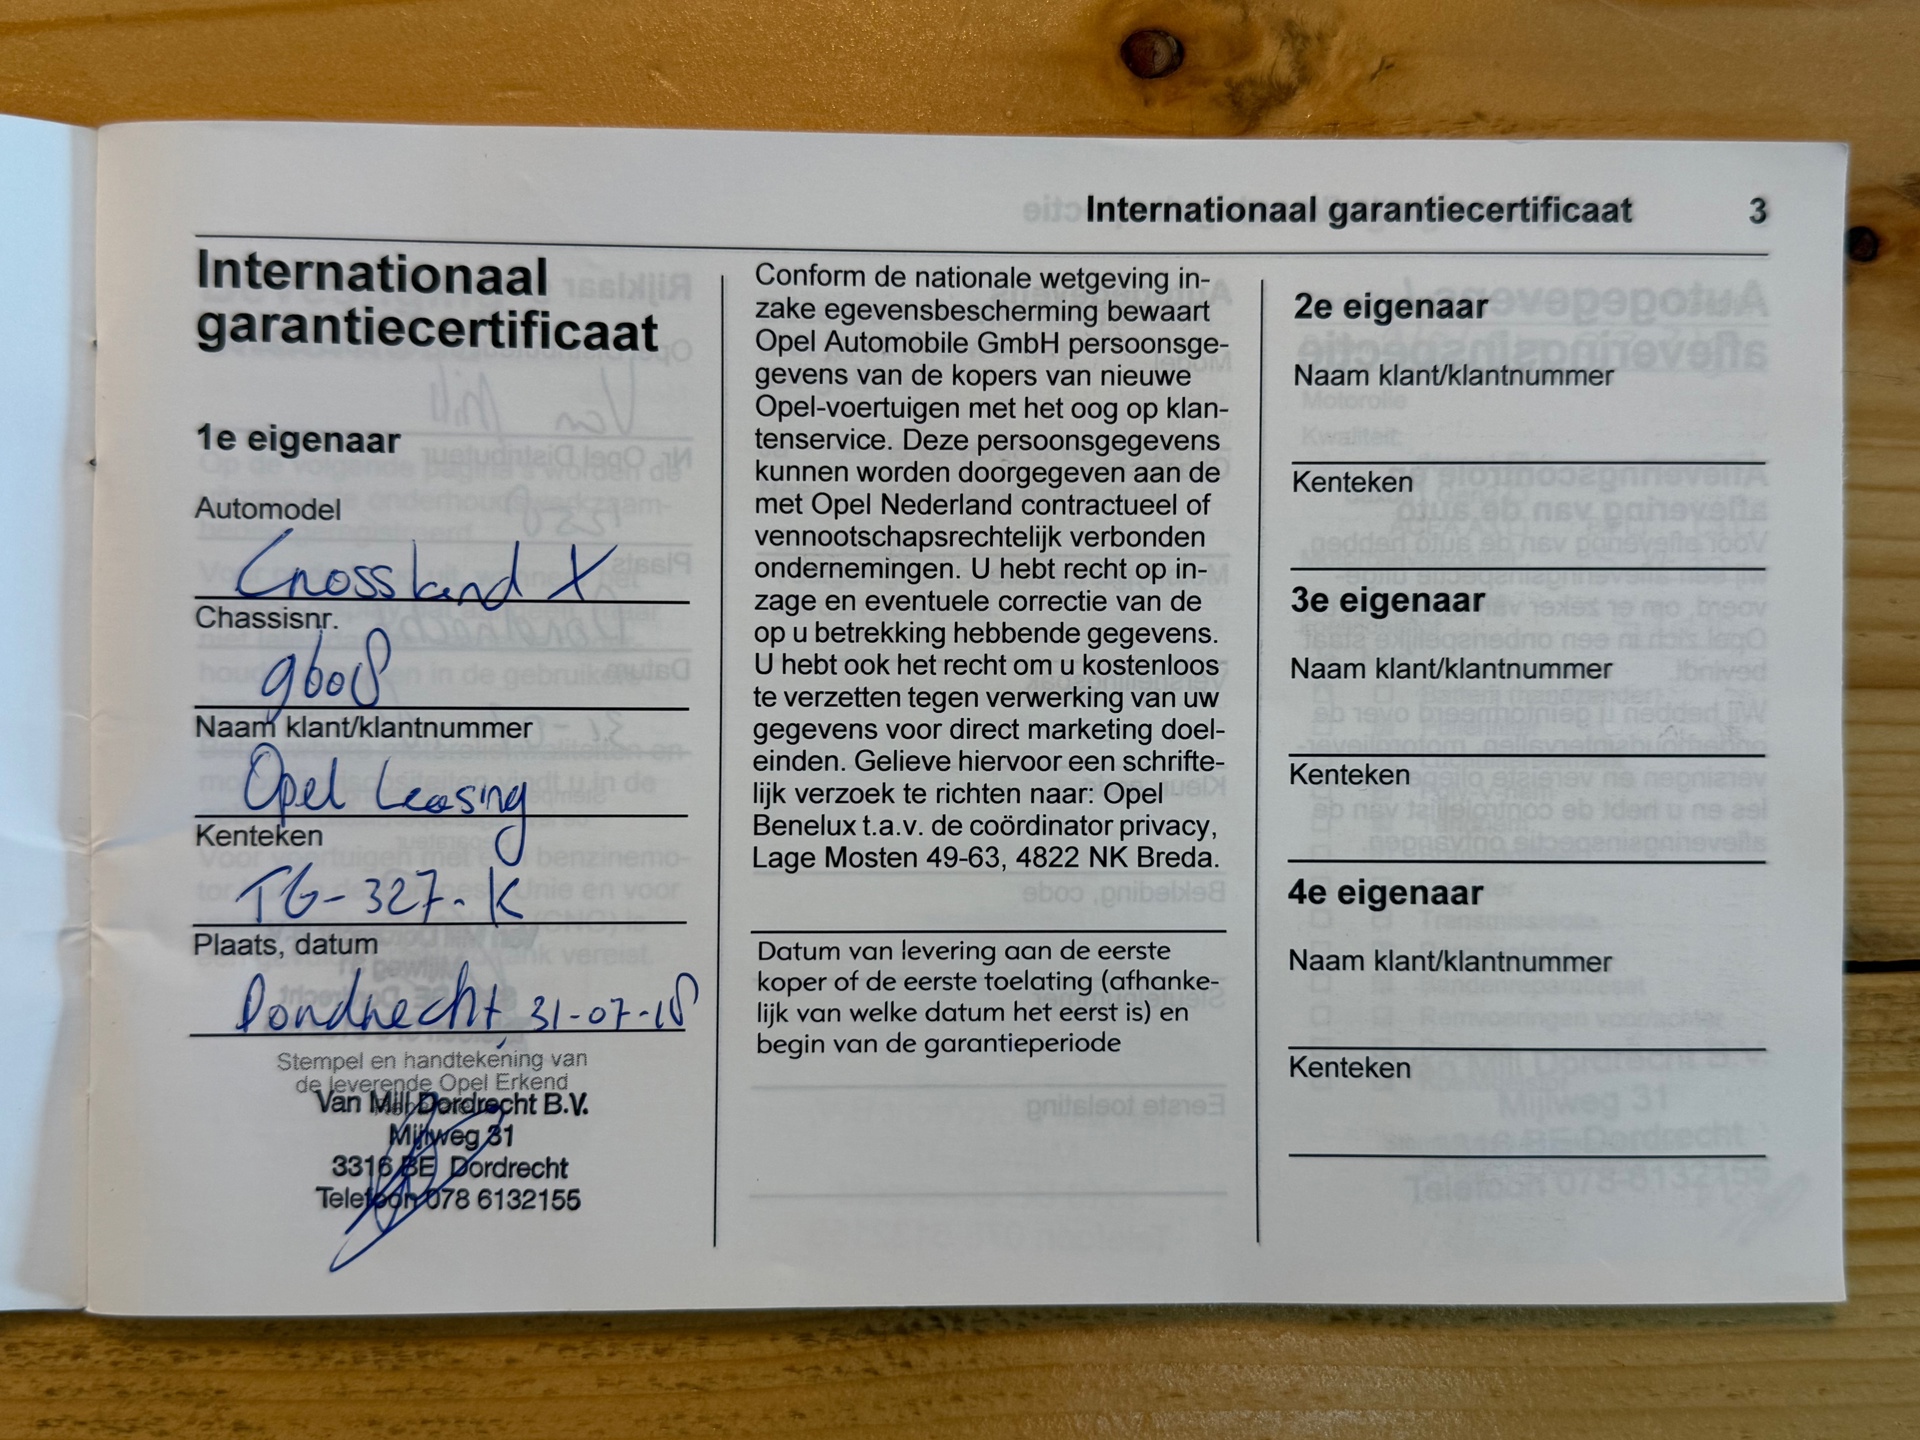 Internationaal garantiecertificaat 3
Internationaal
garantiecertificaat
1e eigenaar
Automodel
Crossland X
Chassisnr.
9608
Naam klant/klantnummer
Opel Leasing
Kenteken
TG-327-K
Plaats, datum
Dordrecht, 31-07-18
Stempel en handtekening van
de leverende Opel Erkend
Van Mill Dordrecht B.V.
Mijlweg 31
3316 BE Dordrecht
Telefoon 078 6132155
Conform de nationale wetgeving in-
zake egevensbescherming bewaart
Opel Automobile GmbH persoonsge-
gevens van de kopers van nieuwe
Opel-voertuigen met het oog op klan-
tenservice. Deze persoonsgegevens
kunnen worden doorgegeven aan de
met Opel Nederland contractueel of
vennootschapsrechtelijk verbonden
ondernemingen. U hebt recht op in-
zage en eventuele correctie van de
op u betrekking hebbende gegevens.
U hebt ook het recht om u kostenloos
te verzetten tegen verwerking van uw
gegevens voor direct marketing doel-
einden. Gelieve hiervoor een schrifte-
lijk verzoek te richten naar: Opel
Benelux t.a.v. de coördinator privacy,
Lage Mosten 49-63, 4822 NK Breda.
Datum van levering aan de eerste
koper of de eerste toelating (afhanke-
lijk van welke datum het eerst is) en
begin van de garantieperiode
2e eigenaar
Naam klant/klantnummer
Kenteken
3e eigenaar
Naam klant/klantnummer
Kenteken
4e eigenaar
Naam klant/klantnummer
Kenteken